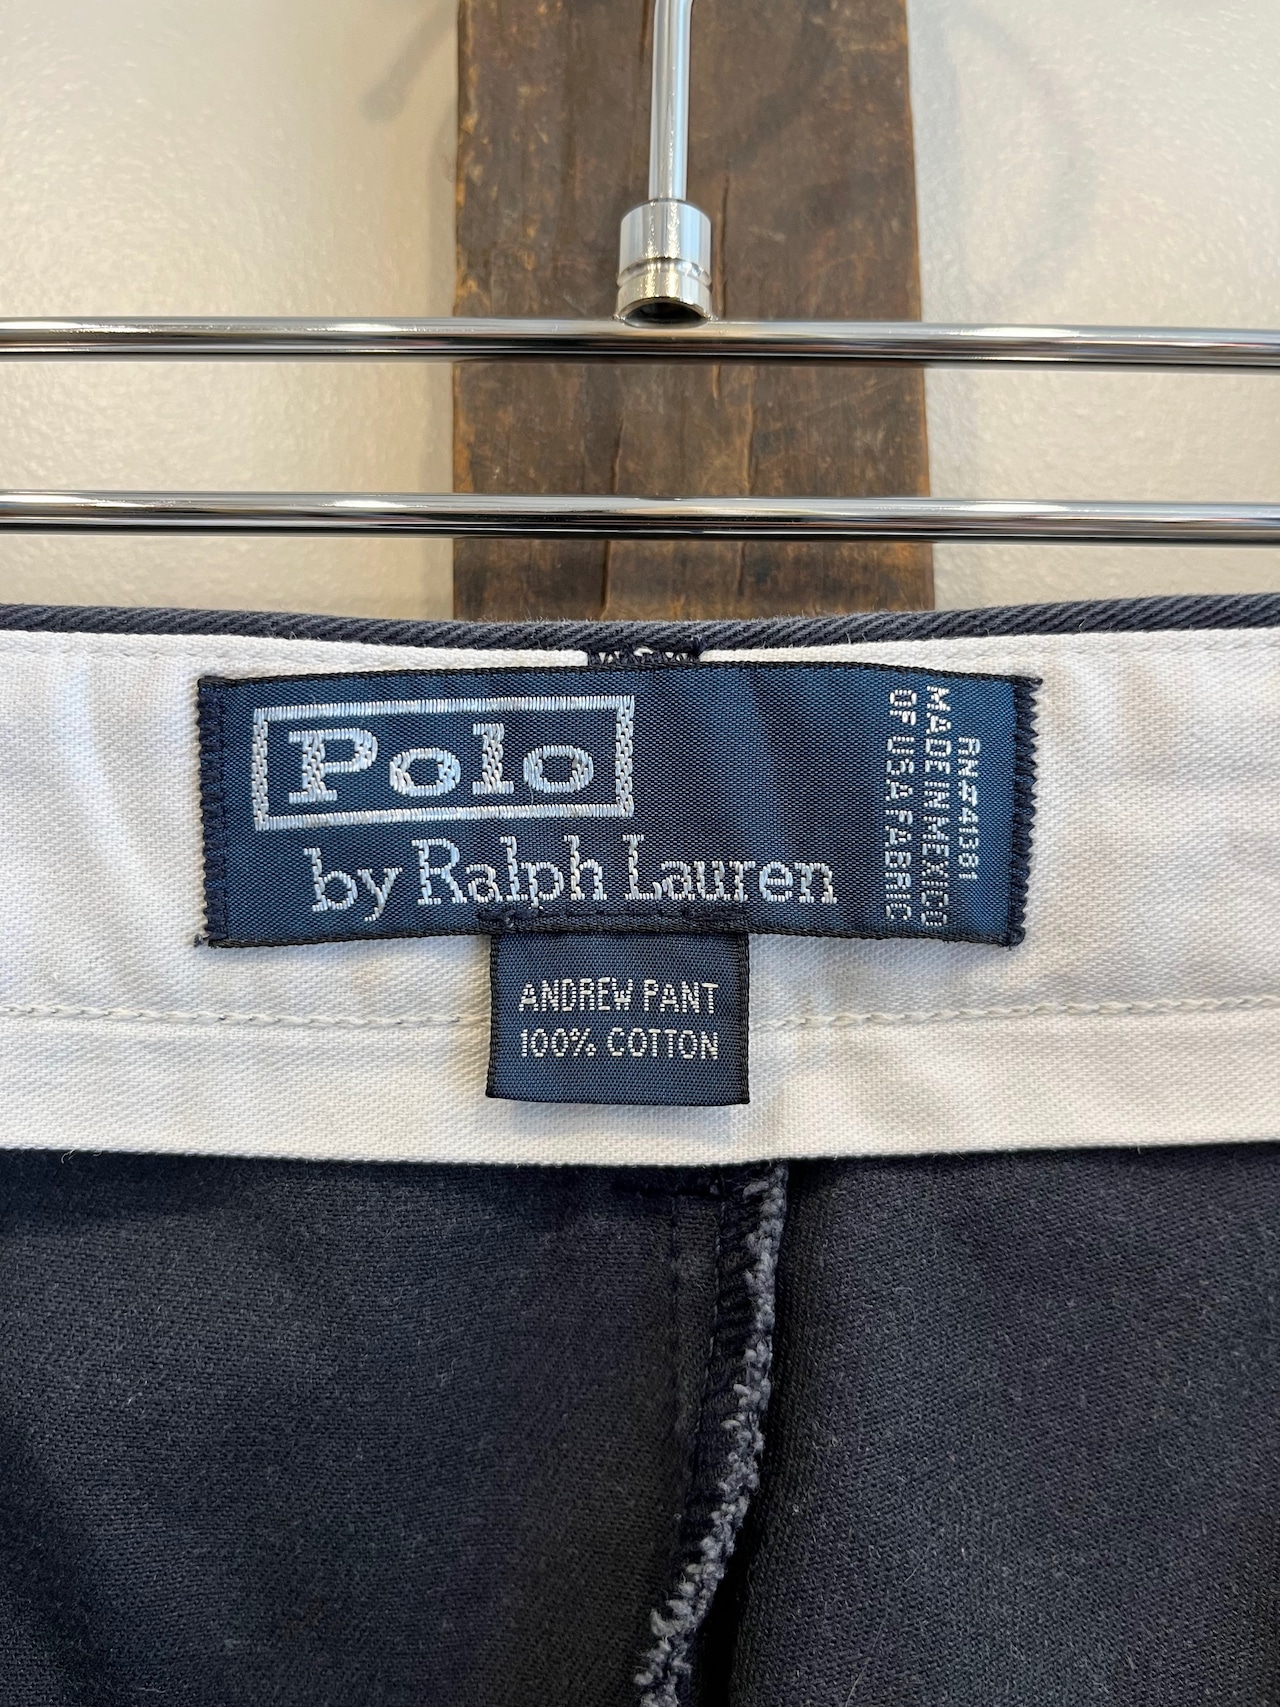 Polo
by Ralph Lauren
RN#41381
MADE IN MEXICO
OF USA FABRIC
ANDREW PANT
100% COTTON